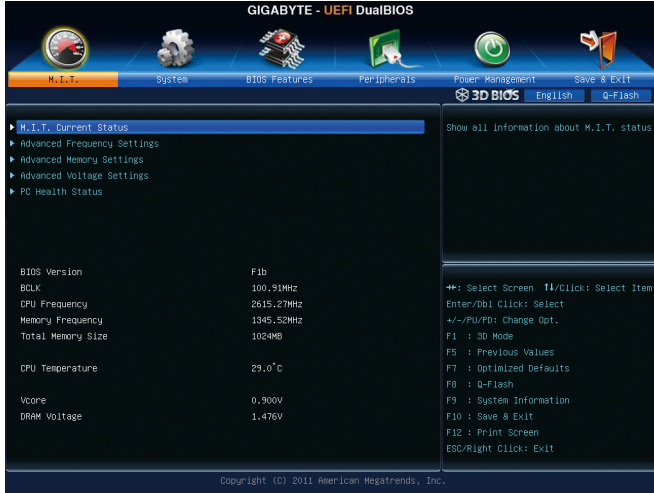 GIGABYTE - UEFI DualBIOS
M.I.T. System BIOS Features Peripherals Power Management Save & Exit
3D BIOS English Q-Flash
M.I.T. Current Status
Advanced Frequency Settings
Advanced Memory Settings
Advanced Voltage Settings
PC Health Status
BIOS Version F1b
BCLK 100.91MHz
CPU Frequency 2615.27MHz
Memory Frequency 1345.52MHz
Total Memory Size 1024MB
CPU Temperature 29.0°C
Vcore 0.900V
DRAM Voltage 1.476V
Show all information about M.I.T. status
→←: Select Screen ↑↓/Click: Select Item
Enter/Dbl Click: Select
+/-/PU/PD: Change Opt.
F1 : 3D Mode
F5 : Previous Values
F7 : Optimized Defaults
F8 : Q-Flash
F9 : System Information
F10 : Save & Exit
F12 : Print Screen
ESC/Right Click: Exit
Copyright (C) 2011 American Megatrends, Inc.